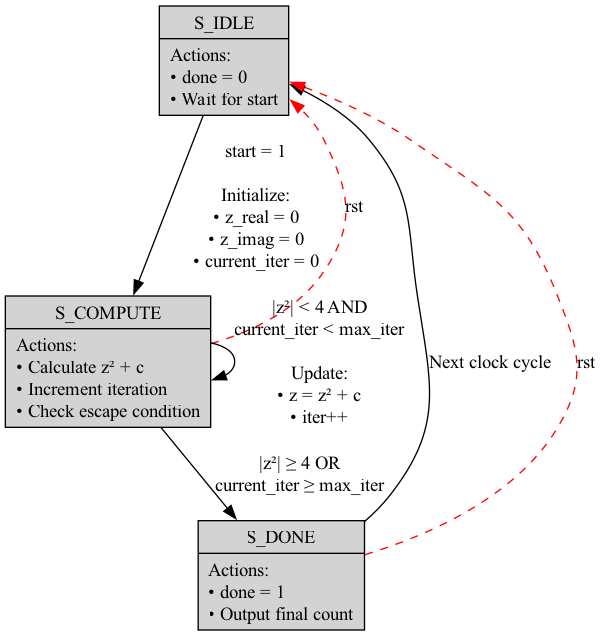 S_IDLE
Actions:
• done = 0
• Wait for start
start = 1
Initialize:
• z_real = 0
• z_imag = 0
• current_iter = 0
rst
S_COMPUTE
Actions:
• Calculate z² + c
• Increment iteration
• Check escape condition
|z²| < 4 AND
current_iter < max_iter
Update:
• z = z² + c
• iter++
Next clock cycle
rst
|z²| ≥ 4 OR
current_iter ≥ max_iter
S_DONE
Actions:
• done = 1
• Output final count